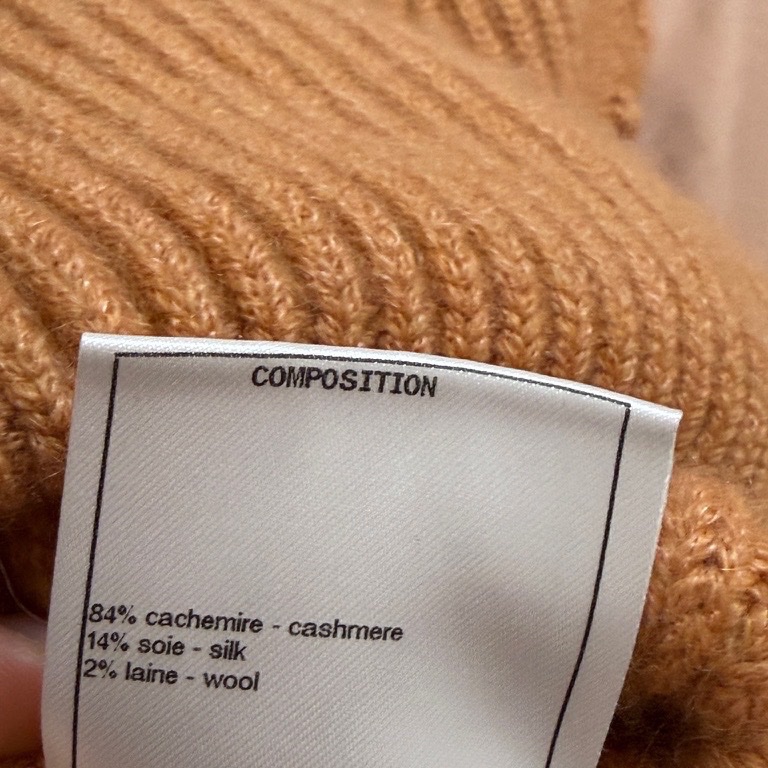 COMPOSITION
84% cachemire - cashmere
14% soie - silk
2% laine - wool